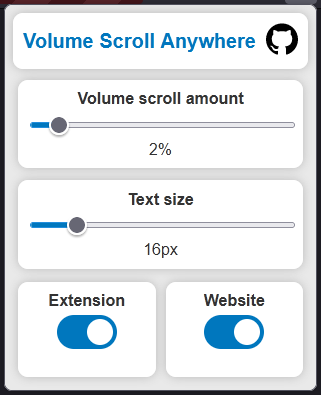 Volume Scroll Anywhere
Volume scroll amount
2%
Text size
16px
Extension
Website